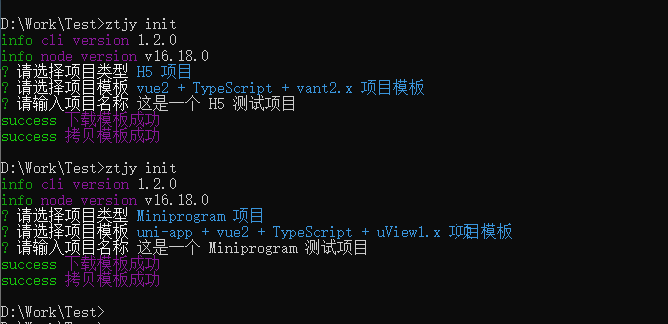 D:\Work\Test>ztjy init
info cli version 1.2.0
info node version v16.18.0
? 请选择项目类型 H5 项目
? 请选择项目模板 vue2 + TypeScript + vant2.x 项目模板
? 请输入项目名称 这是一个 H5 测试项目
success 下载模板成功
success 拷贝模板成功
D:\Work\Test>ztjy init
info cli version 1.2.0
info node version v16.18.0
? 请选择项目类型 Miniprogram 项目
? 请选择项目模板 uni-app + vue2 + TypeScript + uView1.x 项目模板
? 请输入项目名称 这是一个 Miniprogram 测试项目
success 下载模板成功
success 拷贝模板成功
D:\Work\Test>